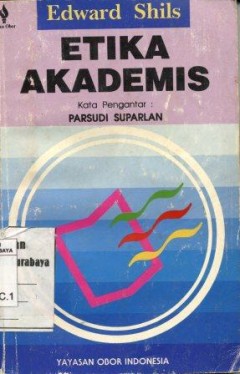 Edward Shils
ETIKA
AKADEMIS
Kata Pengantar :
PARSUDI SUPARLAN
C.1
YAYASAN OBOR INDONESIA